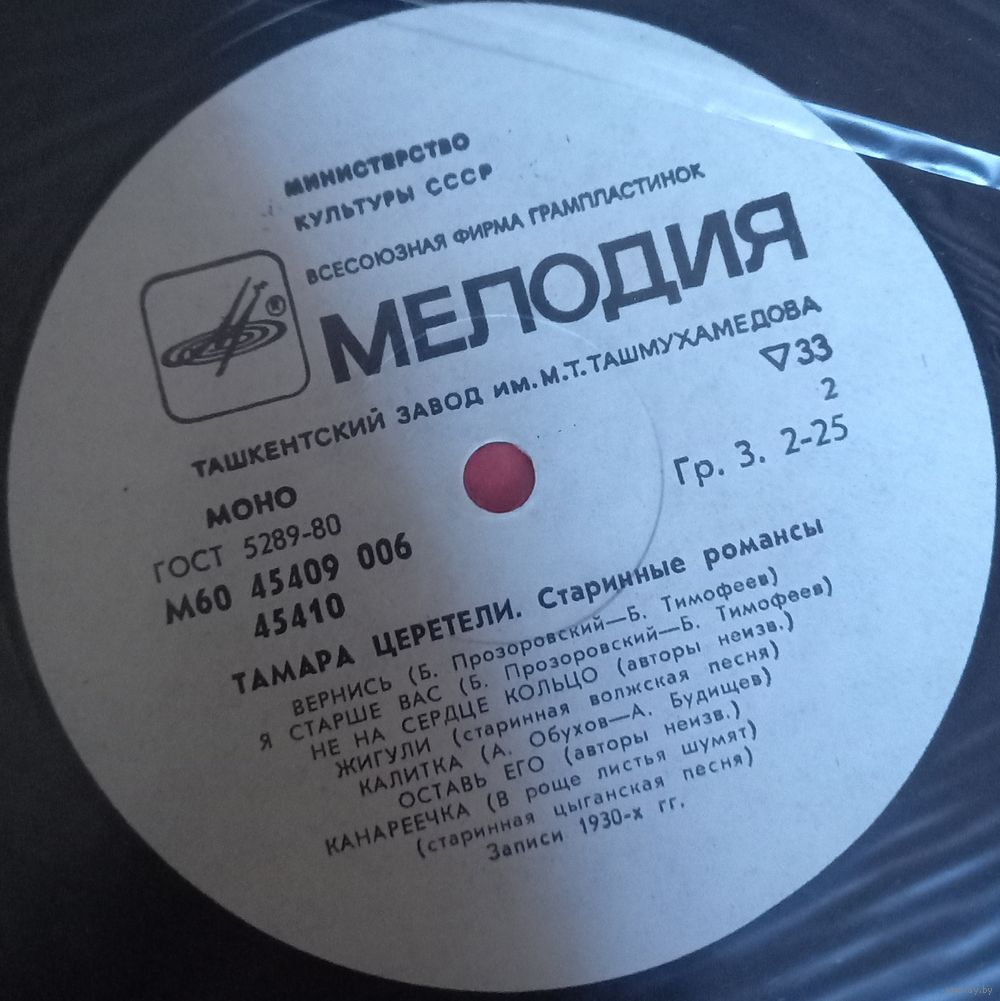 МИНИСТЕРСТВО
КУЛЬТУРЫ СССР
ВСЕСОЮЗНАЯ ФИРМА ГРАМПЛАСТИНОК
®
МЕЛОДИЯ
ТАШКЕНТСКИЙ ЗАВОД ИМ. М.Т. ТАШМУХАМЕДОВА
▽33
2
МОНО
Гр. 3. 2-25
ГОСТ 5289-80
М60 45409 006
45410
ТАМАРА ЦЕРЕТЕЛИ. Старинные романсы
ВЕРНИСЬ (Б. Прозоровский—Б. Тимофеев)
Я СТАРШЕ ВАС (Б. Прозоровский—Б. Тимофеев)
НЕ НА СЕРДЦЕ КОЛЬЦО (авторы неизв.)
ЖИГУЛИ (старинная волжская песня)
КАЛИТКА (А. Обухов—А. Будищев)
ОСТАВЬ ЕГО (авторы неизв.)
КАНАРЕЕЧКА (В роще листья шумят)
(старинная цыганская песня)
Записи 1930-х гг.